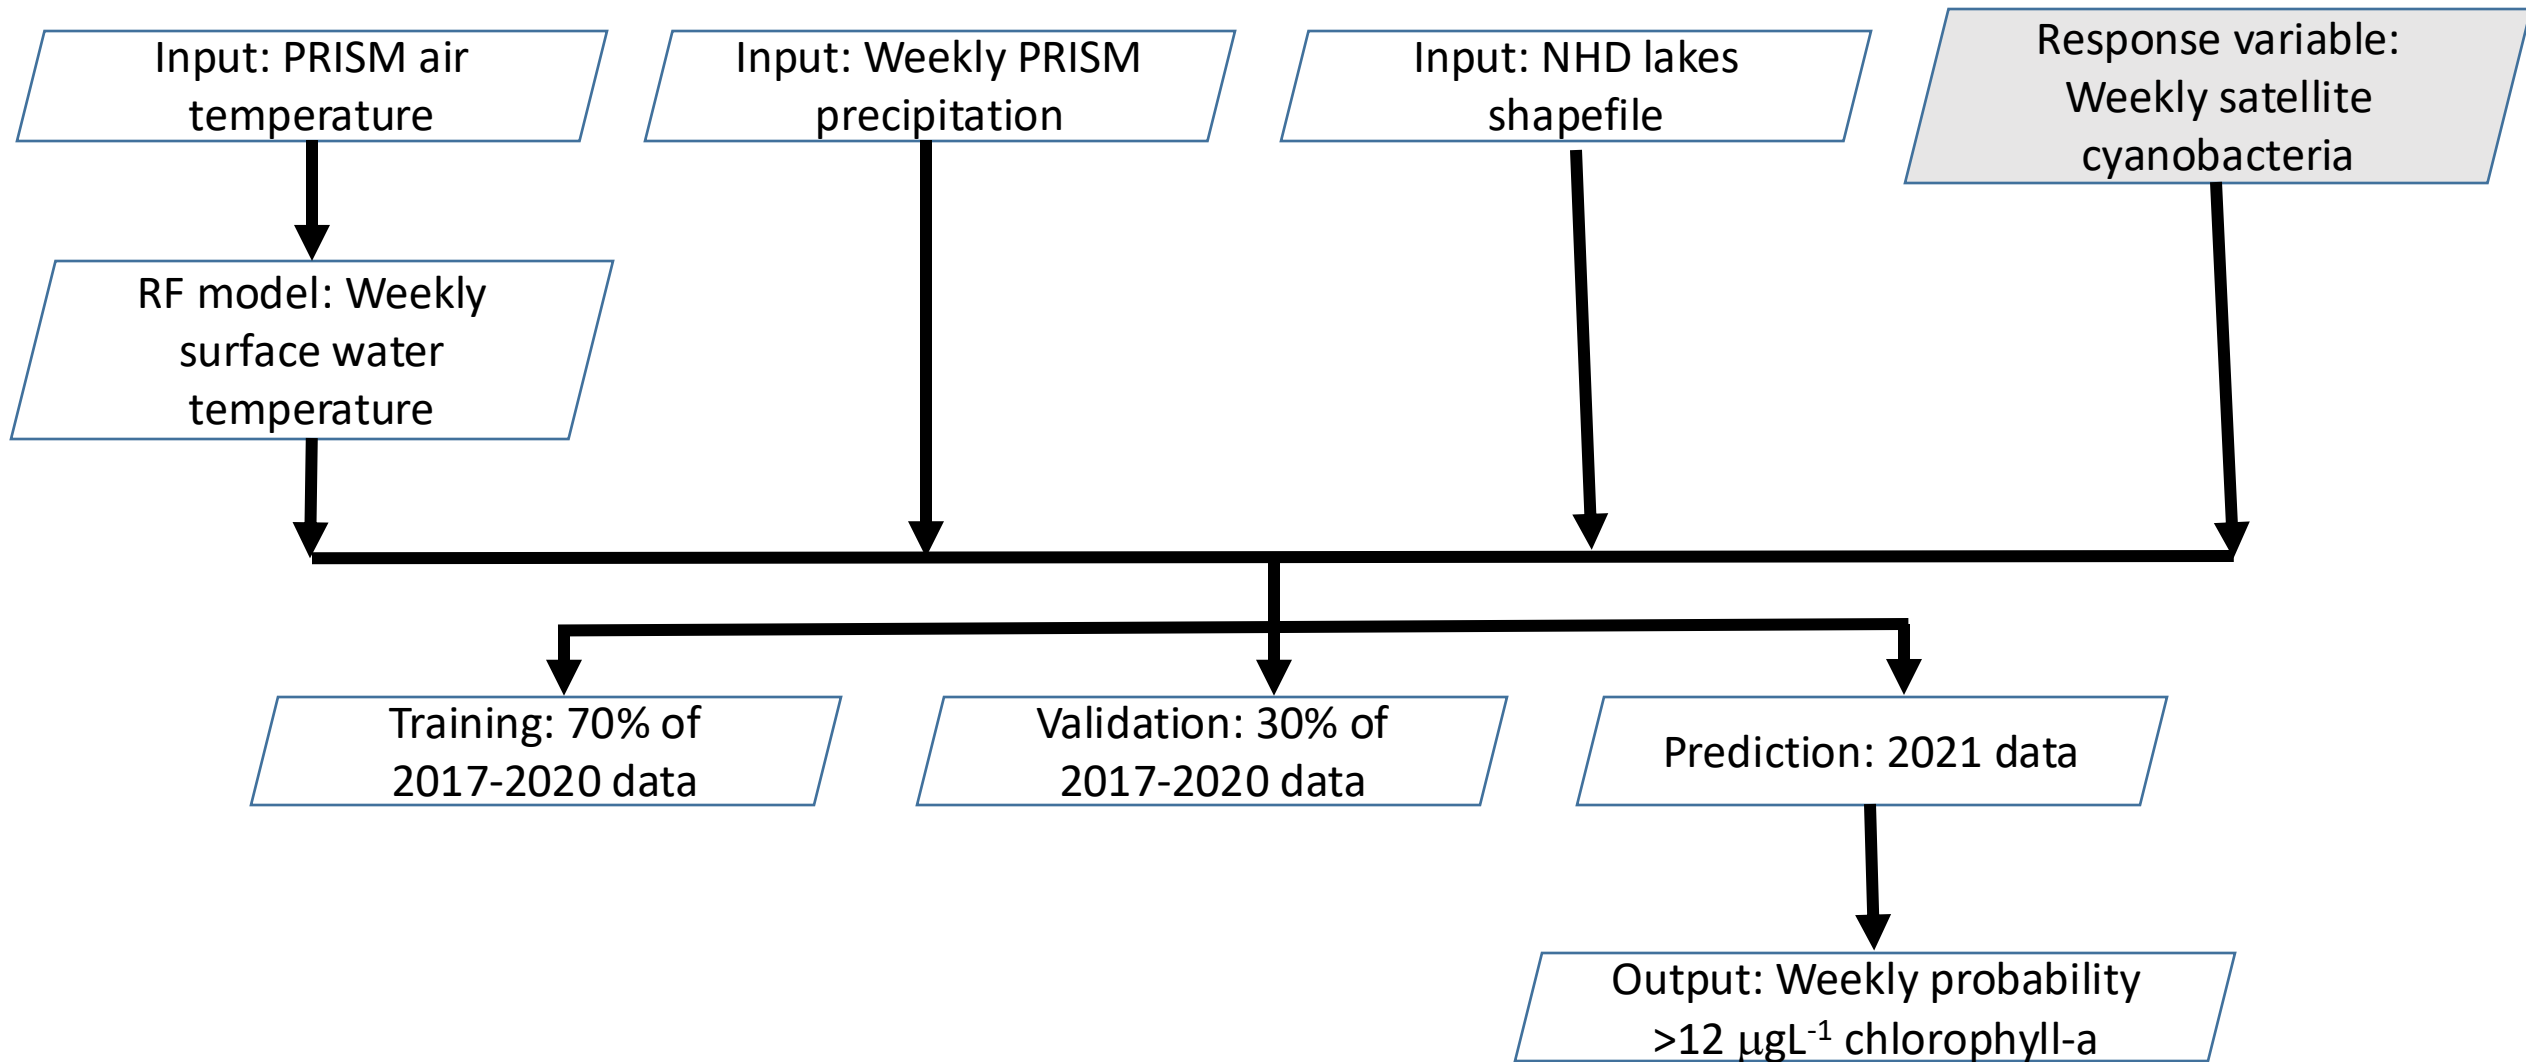 Input: PRISM air
temperature
Input: Weekly PRISM
precipitation
Input: NHD lakes
shapefile
Response variable:
Weekly satellite
cyanobacteria
RF model: Weekly
surface water
temperature
Training: 70% of
2017-2020 data
Validation: 30% of
2017-2020 data
Prediction: 2021 data
Output: Weekly probability
>12 µgL⁻¹ chlorophyll-a